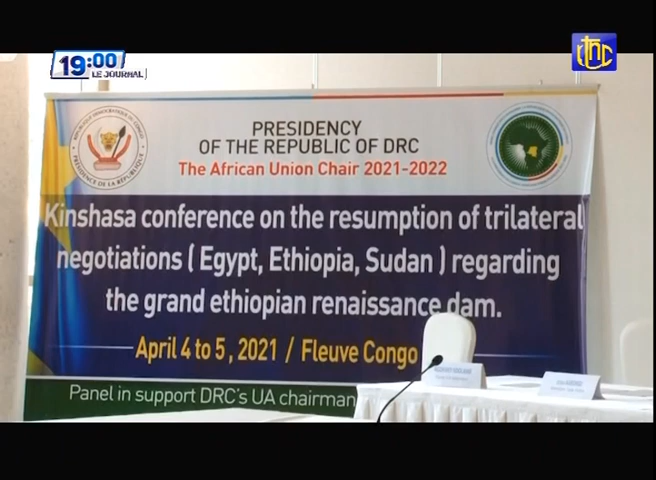 19:00
LE JOURNAL
PRESIDENCY
OF THE REPUBLIC OF DRC
The African Union Chair 2021-2022
Kinshasa conference on the resumption of trilateral
negotiations ( Egypt, Ethiopia, Sudan ) regarding
the grand ethiopian renaissance dam.
April 4 to 5, 2021 / Fleuve Congo
Panel in support DRC's UA chairman